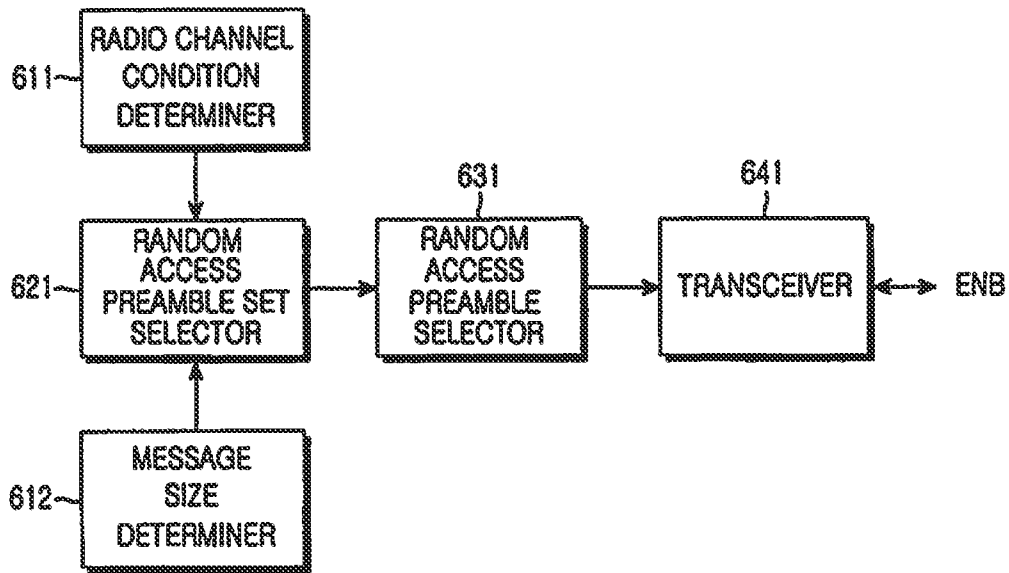 RADIO CHANNEL
CONDITION
DETERMINER
611
631
641
RANDOM
ACCESS
PREAMBLE SET
SELECTOR
621
RANDOM
ACCESS
PREAMBLE
SELECTOR
TRANSCEIVER
ENB
MESSAGE
SIZE
DETERMINER
612